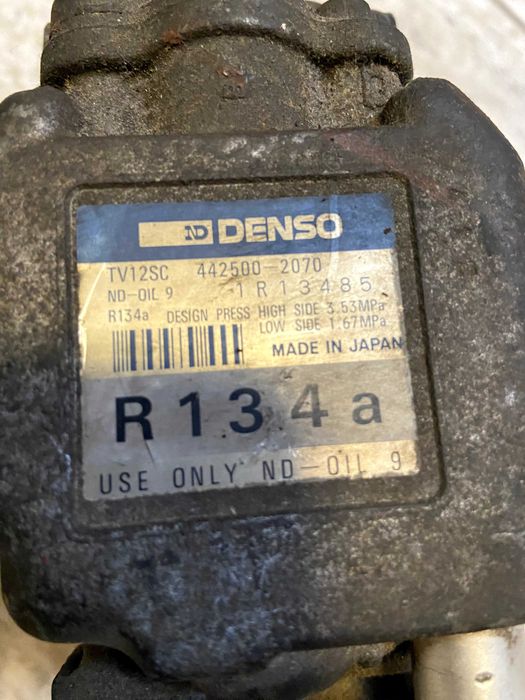 ND DENSO
TV12SC 442500-2070
ND-OIL 9 1R13485
R134a DESIGN PRESS HIGH SIDE 3.53MPa
LOW SIDE 1.67MPa
MADE IN JAPAN
R134a
USE ONLY ND-OIL 9